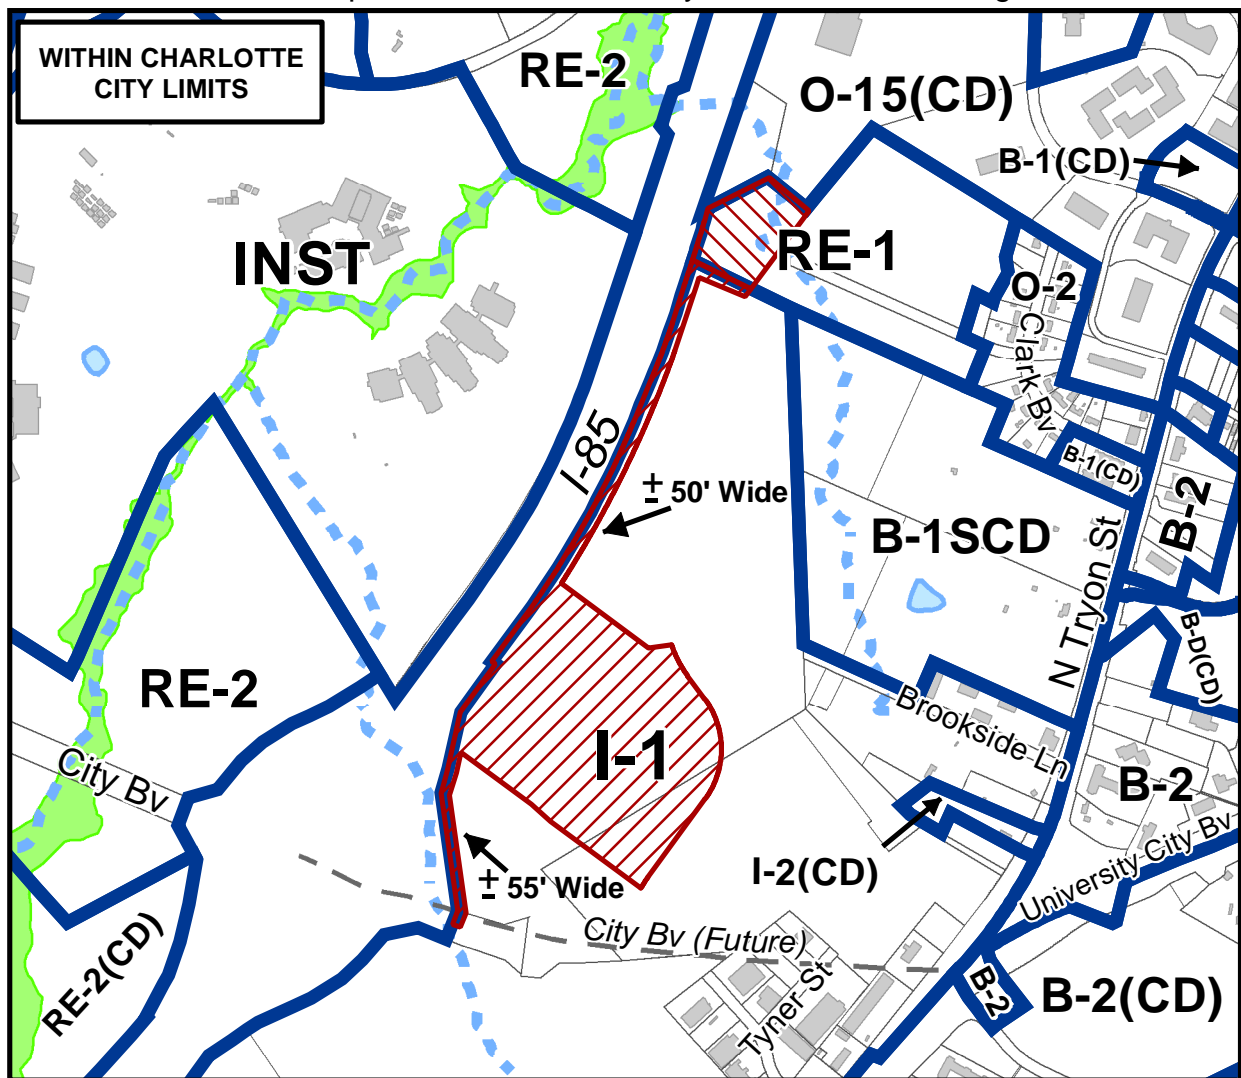 WITHIN CHARLOTTE
CITY LIMITS
RE-2
O-15(CD)
B-1(CD)
INST
RE-1
O-2
Clark Bv
I-85
± 50' Wide
B-1(CD)
B-2
B-1SCD
N Tryon St
B-D(CD)
RE-2
Brookside Ln
City Bv
I-1
B-2
I-2(CD)
± 55' Wide
University City Bv
City Bv (Future)
RE-2(CD)
Tyner St
B-2
B-2(CD)